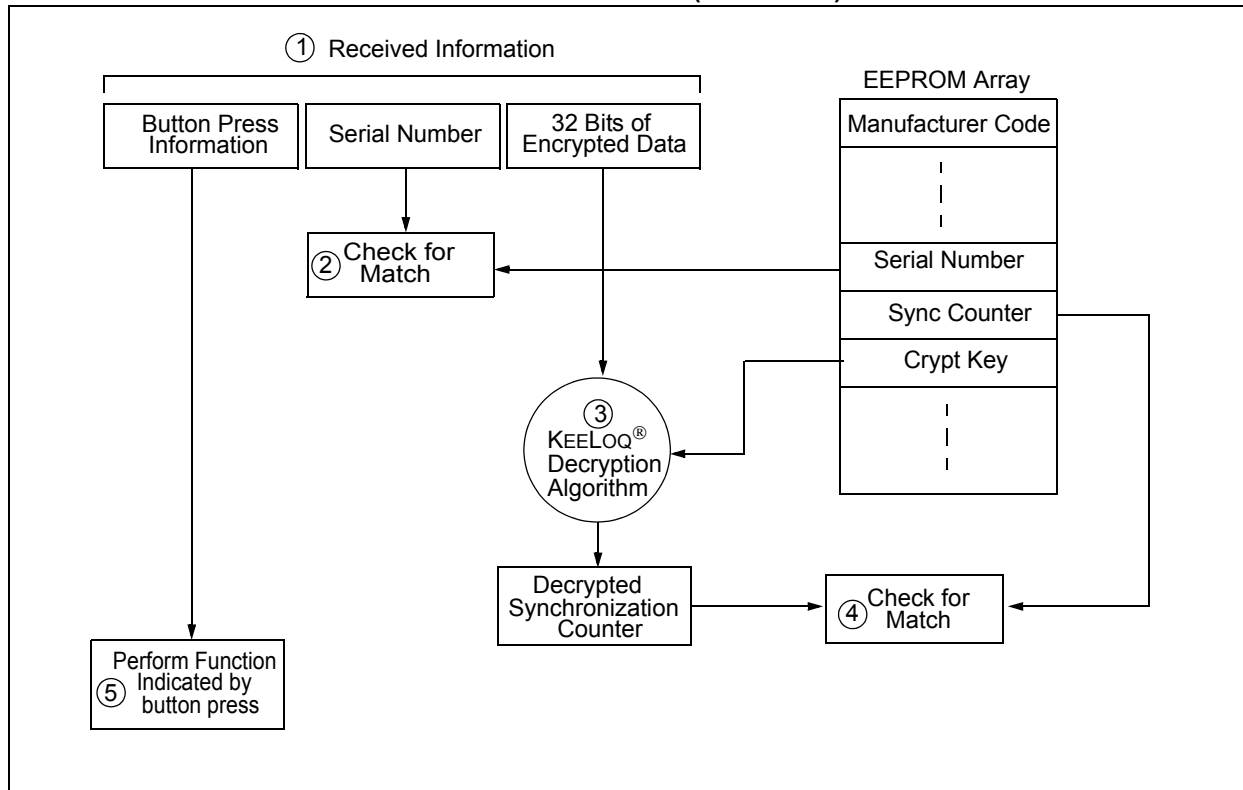 ① Received Information
EEPROM Array
Button Press
Information
Serial Number
32 Bits of
Encrypted Data
Manufacturer Code
② Check for
Match
Serial Number
Sync Counter
Crypt Key
③
KEELOQ®
Decryption
Algorithm
Decrypted
Synchronization
Counter
④ Check for
Match
Perform Function
⑤ Indicated by
button press